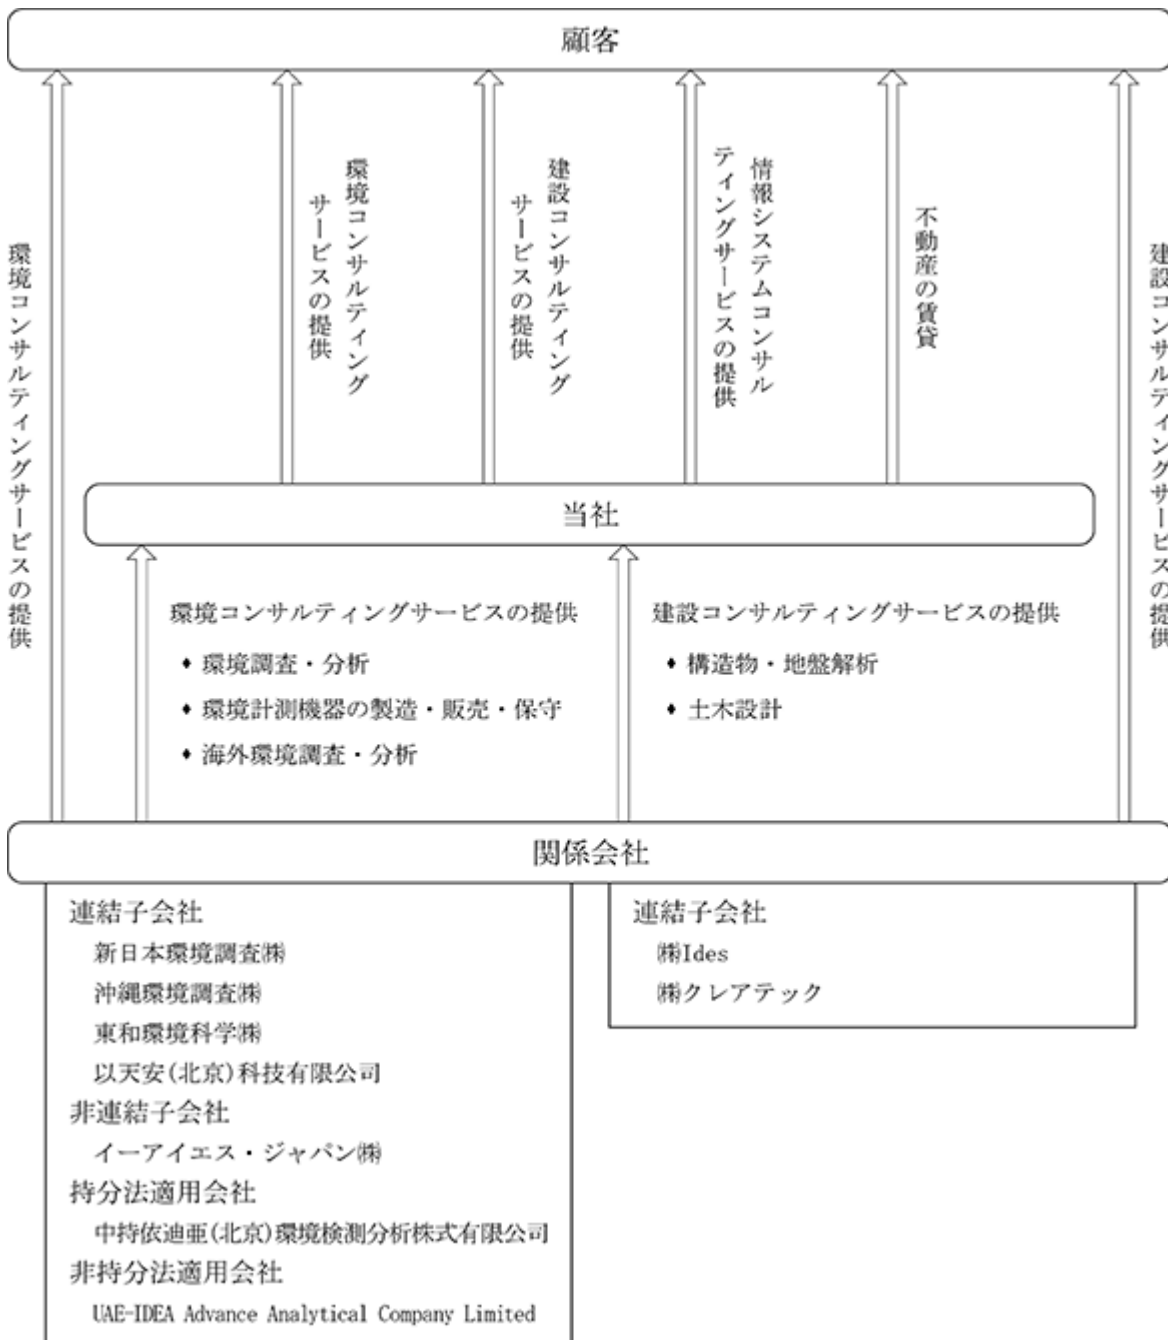 顧客
環境コンサルティングサービスの提供
環境コンサルティング
サービスの提供
建設コンサルティング
サービスの提供
情報システムコンサル
ティングサービスの提供
不動産の賃貸
建設コンサルティングサービスの提供
当社
環境コンサルティングサービスの提供
♦ 環境調査・分析
♦ 環境計測機器の製造・販売・保守
♦ 海外環境調査・分析
建設コンサルティングサービスの提供
♦ 構造物・地盤解析
♦ 土木設計
関係会社
連結子会社
新日本環境調査㈱
沖縄環境調査㈱
東和環境科学㈱
以天安(北京)科技有限公司
非連結子会社
イーアイエス・ジャパン㈱
持分法適用会社
中持依迪亜(北京)環境検測分析株式有限公司
非持分法適用会社
UAE-IDEA Advance Analytical Company Limited
連結子会社
㈱Ides
㈱クレアテック